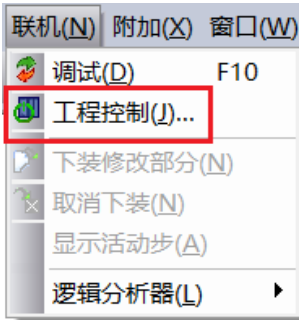 联机(N) 附加(X) 窗口(W)
调试(D) F10
工程控制(J)...
下装修改部分(N)
取消下装(N)
显示活动步(A)
逻辑分析器(L)